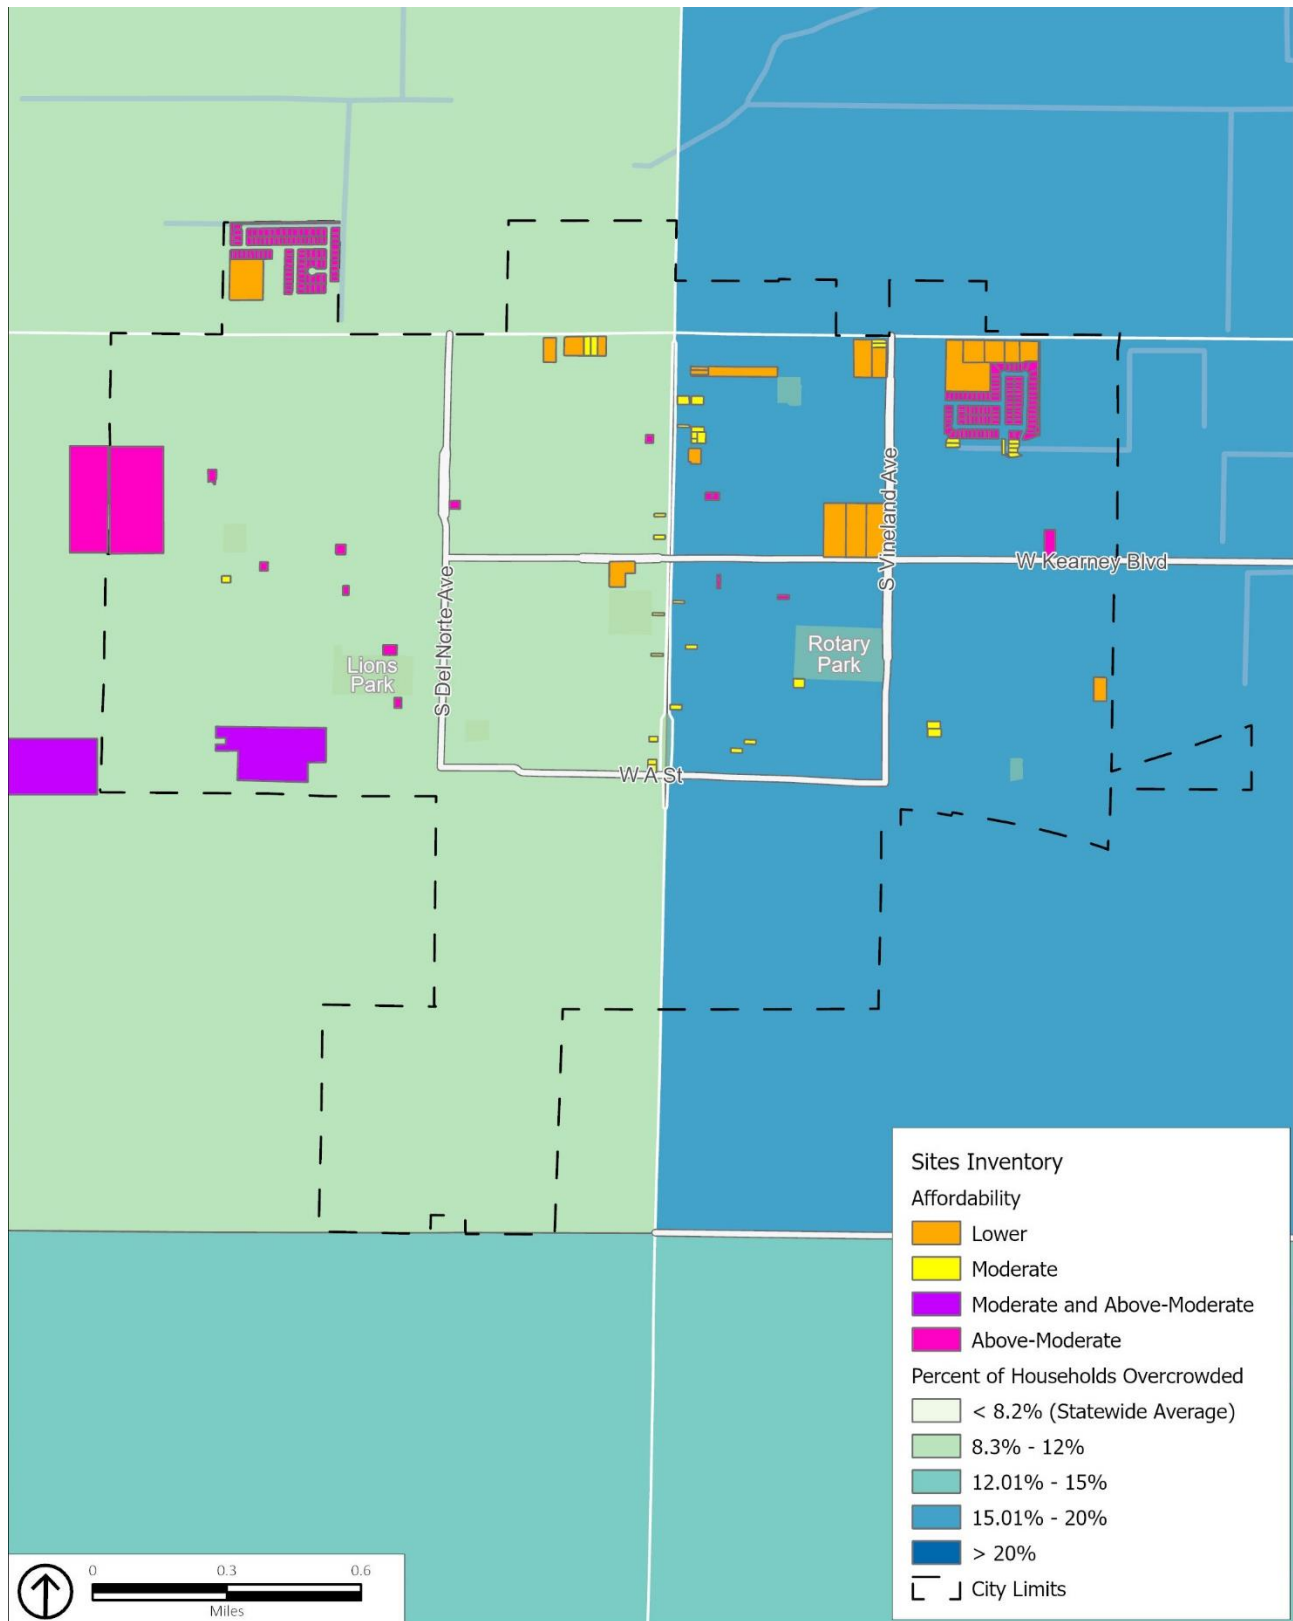 S Vineland Ave
W Kearney Blvd
S Del Norte Ave
Rotary
Park
Lions
Park
W A St
Sites Inventory
Affordability
Lower
Moderate
Moderate and Above-Moderate
Above-Moderate
Percent of Households Overcrowded
< 8.2% (Statewide Average)
8.3% - 12%
12.01% - 15%
15.01% - 20%
> 20%
City Limits
0 0.3 0.6
Miles